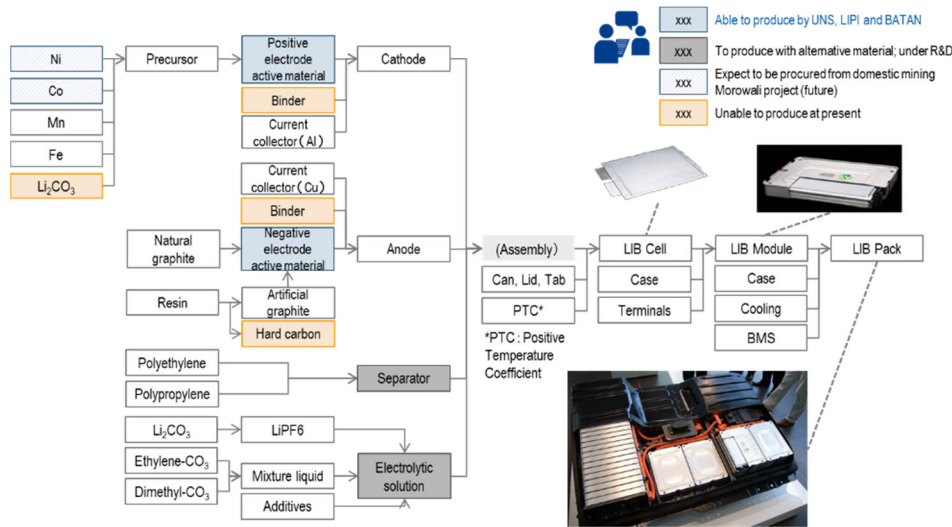 xxx Able to produce by UNS, LIPI and BATAN
xxx To produce with alternative material; under R&D
xxx Expect to be procured from domestic mining
Morowali project (future)
xxx Unable to produce at present
Ni
Co
Mn
Fe
Li₂CO₃
Precursor
Positive
electrode
active material
Binder
Current
collector (Al)
Cathode
Current
collector (Cu)
Binder
Negative
electrode
active material
Natural
graphite
Resin
Artificial
graphite
Hard carbon
Anode
Polyethylene
Polypropylene
Separator
Li₂CO₃
LiPF6
Ethylene-CO₃
Dimethyl-CO₃
Mixture liquid
Additives
Electrolytic
solution
(Assembly)
Can, Lid, Tab
PTC*
*PTC : Positive
Temperature
Coefficient
LIB Cell
Case
Terminals
LIB Module
Case
Cooling
BMS
LIB Pack